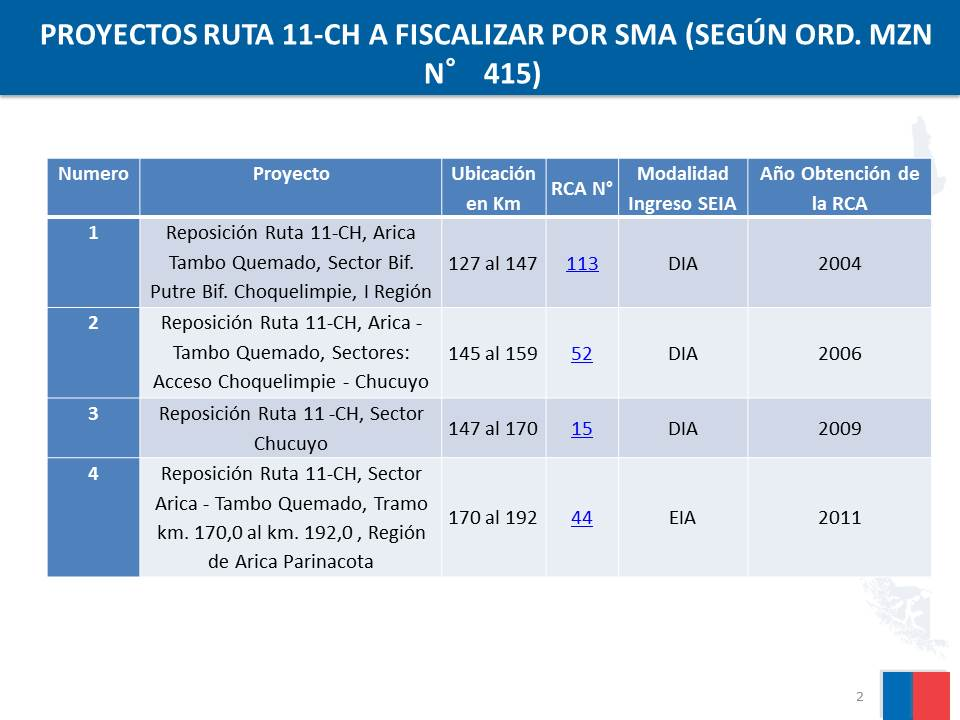 PROYECTOS RUTA 11-CH A FISCALIZAR POR SMA (SEGÚN ORD. MZN
N° 415)
Numero
Proyecto
Ubicación
en Km
RCA N°
Modalidad
Ingreso SEIA
Año Obtención de
la RCA
1
Reposición Ruta 11-CH, Arica
Tambo Quemado, Sector Bif.
Putre Bif. Choquelimpie, I Región
127 al 147
113
DIA
2004
2
Reposición Ruta 11-CH, Arica -
Tambo Quemado, Sectores:
Acceso Choquelimpie - Chucuyo
145 al 159
52
DIA
2006
3
Reposición Ruta 11 -CH, Sector
Chucuyo
147 al 170
15
DIA
2009
4
Reposición Ruta 11-CH, Sector
Arica - Tambo Quemado, Tramo
km. 170,0 al km. 192,0 , Región
de Arica Parinacota
170 al 192
44
EIA
2011
2